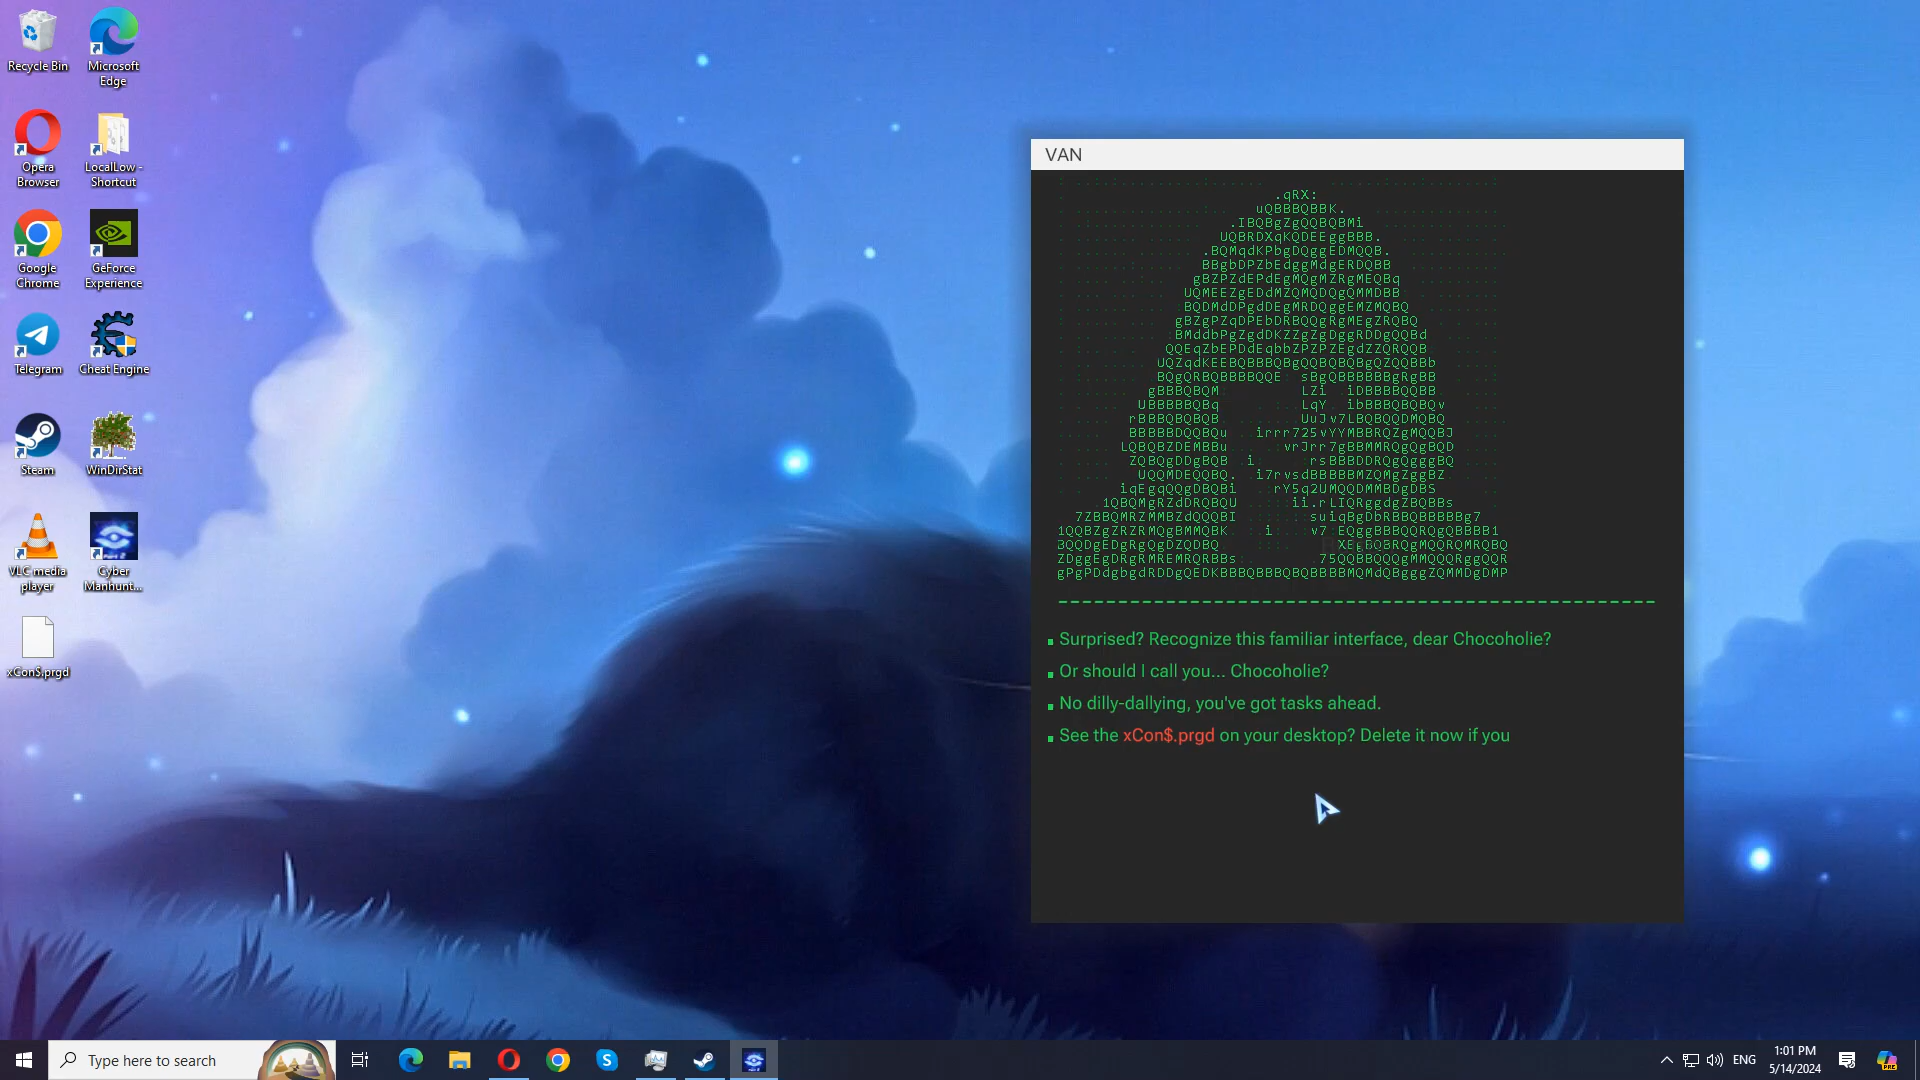 Recycle Bin
Microsoft
Edge
Opera
Browser
LocalLow -
Shortcut
Google
Chrome
GeForce
Experience
Telegram
Cheat Engine
Steam
WinDirStat
VLC media
player
Cyber
Manhunt...
xCon$.prgd
VAN
Surprised? Recognize this familiar interface, dear Chocoholie?
Or should I call you... Chocoholie?
No dilly-dallying, you've got tasks ahead.
See the xCon$.prgd on your desktop? Delete it now if you
Type here to search
ENG
1:01 PM
5/14/2024